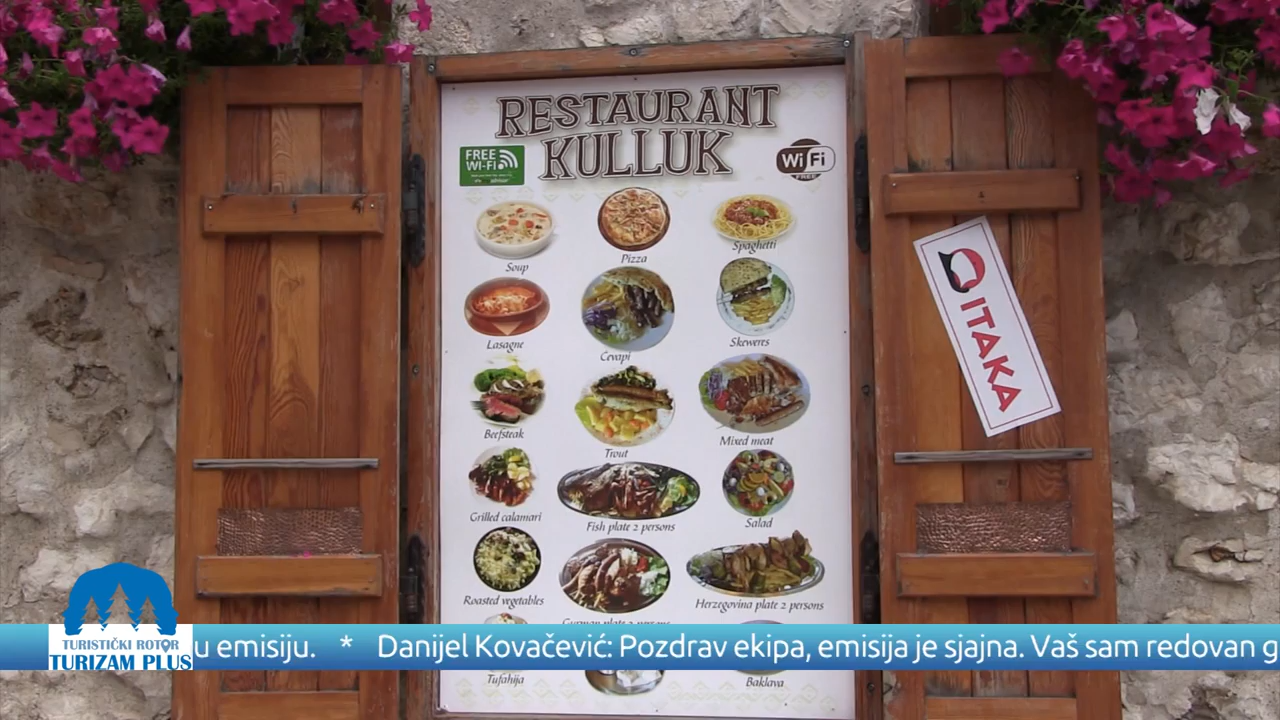 RESTAURANT
KULLUK
FREE
WI-Fi
WiFi
FREE
Soup
Pizza
Spaghetti
Lasagne
Cevapi
Skeweres
Beefsteak
Trout
Mixed meat
Grilled calamari
Fish plate 2 persons
Salad
Roasted vegetables
Herzegovina plate 2 persons
ITAKA
TURISTIČKI ROTOR
TURIZAM PLUS
u emisiju. * Danijel Kovačević: Pozdrav ekipa, emisija je sjajna. Vaš sam redovan g
Tufahija
Baklava